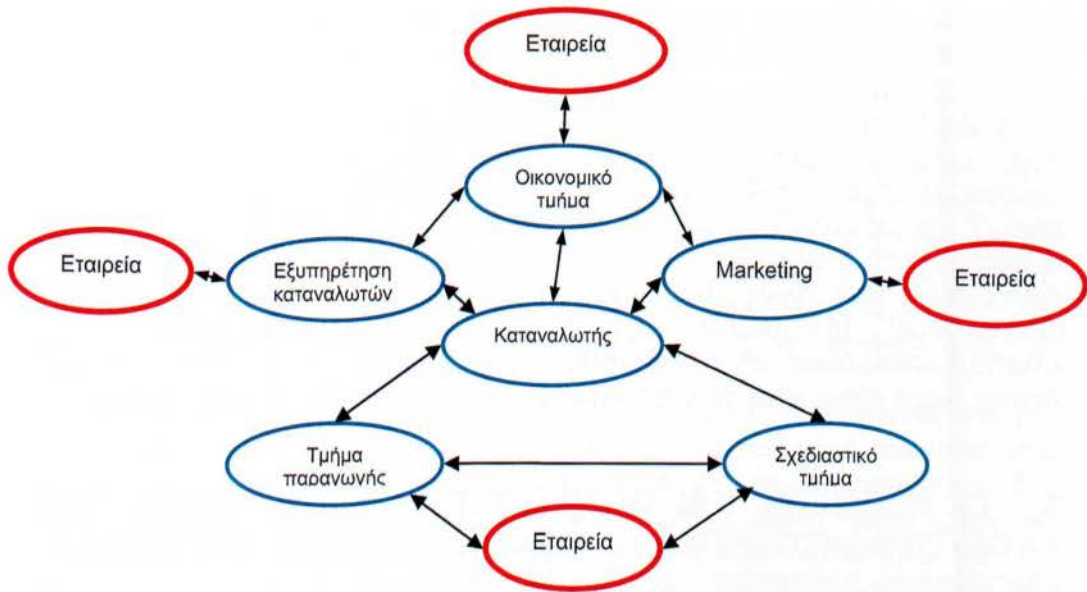 Εταιρεία
Οικονομικό
τμήμα
Εταιρεία
Εξυπηρέτηση
καταναλωτών
Marketing
Εταιρεία
Καταναλωτής
Τμήμα
παραγωγής
Σχεδιαστικό
τμήμα
Εταιρεία